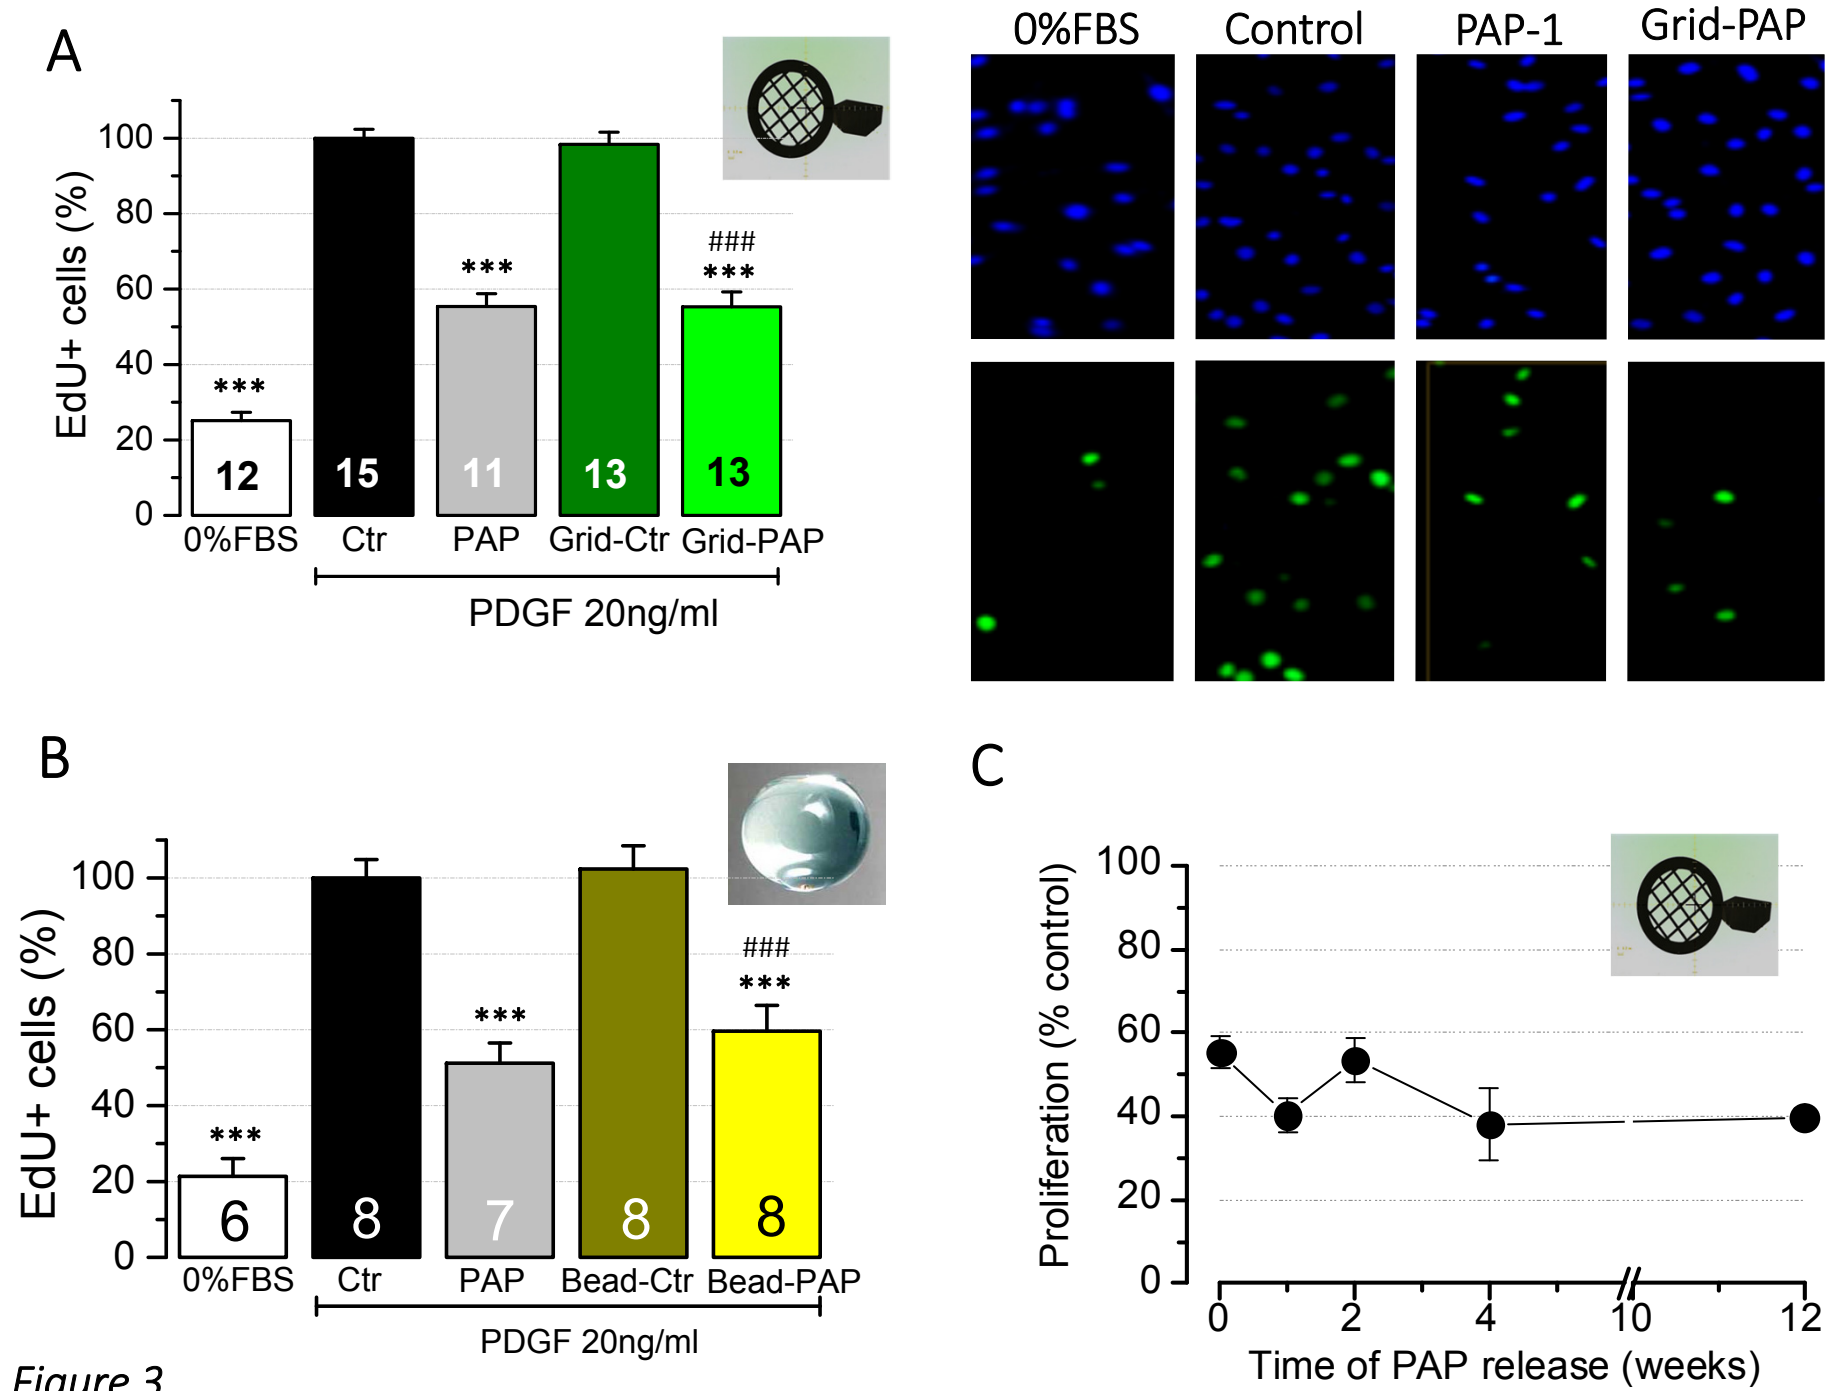 A
EdU+ cells (%)
100
80
60
40
20
0
***
***
###
***
12
15
11
13
13
0%FBS
Ctr
PAP
Grid-Ctr
Grid-PAP
PDGF 20ng/ml
0%FBS
Control
PAP-1
Grid-PAP
B
EdU+ cells (%)
100
80
60
40
20
0
***
***
###
***
6
8
7
8
8
0%FBS
Ctr
PAP
Bead-Ctr
Bead-PAP
PDGF 20ng/ml
C
Proliferation (% control)
100
80
60
40
20
0
0
2
4
10
12
Time of PAP release (weeks)
Figure 3